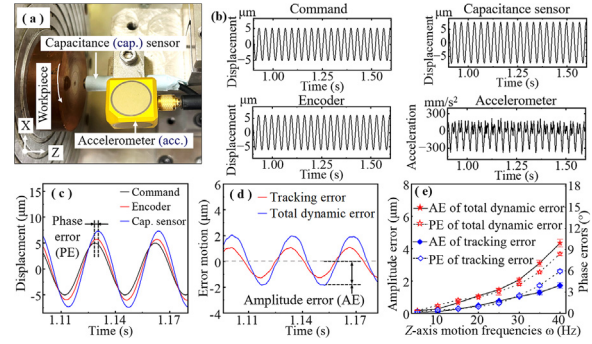 ( a )
Capacitance (cap.) sensor
Workpiece
X
Z
Accelerometer (acc.)
(b)
Command
μm
Displacement
5
0
−5
1.00
1.25
1.50
Time (s)
Capacitance sensor
μm
Displacement
5
0
−5
1.00
1.25
1.50
Time (s)
Encoder
μm
Displacement
5
0
−5
1.00
1.25
1.50
Time (s)
Accelerometer
mm/s²
Acceleration
300
0
−300
1.00
1.25
1.50
Time (s)
( c )
Command
Encoder
Cap. sensor
Phase
error
(PE)
Displacement (μm)
15
10
5
0
−5
1.11
1.14
1.17
Time (s)
( d )
Tracking error
Total dynamic error
Error motion (μm)
6
4
2
0
−2
−4
Amplitude error (AE)
1.11
1.14
1.17
Time (s)
( e )
AE of total dynamic error
PE of total dynamic error
AE of tracking error
PE of tracking error
Amplitude error (μm)
8
6
4
2
0
Phase errors (°)
18
15
12
9
6
3
0
10
20
30
40
Z-axis motion frequencies ω (Hz)